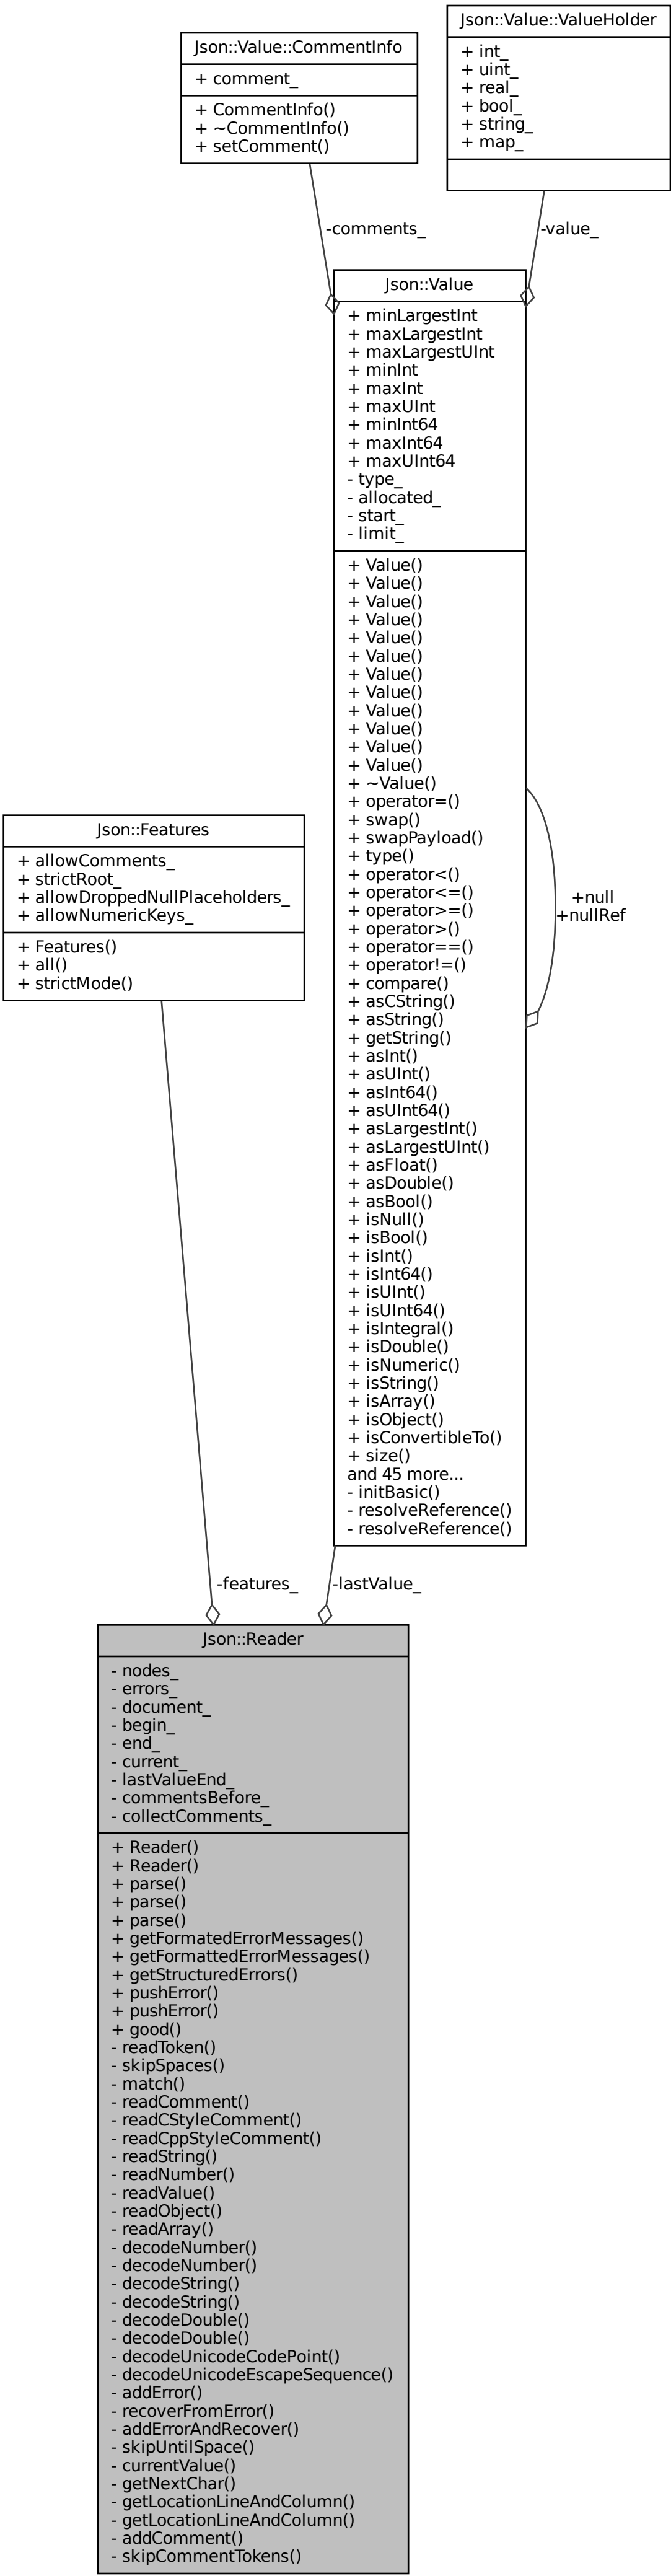 Json::Value::CommentInfo
+ comment_
+ CommentInfo()
+ ~CommentInfo()
+ setComment()
Json::Value::ValueHolder
+ int_
+ uint_
+ real_
+ bool_
+ string_
+ map_
-comments_
-value_
Json::Value
+ minLargestInt
+ maxLargestInt
+ maxLargestUInt
+ minInt
+ maxInt
+ maxUInt
+ minInt64
+ maxInt64
+ maxUInt64
- type_
- allocated_
- start_
- limit_
+ Value()
+ Value()
+ Value()
+ Value()
+ Value()
+ Value()
+ Value()
+ Value()
+ Value()
+ Value()
+ Value()
+ Value()
+ ~Value()
+ operator=()
+ swap()
+ swapPayload()
+ type()
+ operator<()
+ operator<=()
+ operator>=()
+ operator>()
+ operator==()
+ operator!=()
+ compare()
+ asCString()
+ asString()
+ getString()
+ asInt()
+ asUInt()
+ asInt64()
+ asUInt64()
+ asLargestInt()
+ asLargestUInt()
+ asFloat()
+ asDouble()
+ asBool()
+ isNull()
+ isBool()
+ isInt()
+ isInt64()
+ isUInt()
+ isUInt64()
+ isIntegral()
+ isDouble()
+ isNumeric()
+ isString()
+ isArray()
+ isObject()
+ isConvertibleTo()
+ size()
and 45 more...
- initBasic()
- resolveReference()
- resolveReference()
+null
+nullRef
Json::Features
+ allowComments_
+ strictRoot_
+ allowDroppedNullPlaceholders_
+ allowNumericKeys_
+ Features()
+ all()
+ strictMode()
-features_
-lastValue_
Json::Reader
- nodes_
- errors_
- document_
- begin_
- end_
- current_
- lastValueEnd_
- commentsBefore_
- collectComments_
+ Reader()
+ Reader()
+ parse()
+ parse()
+ parse()
+ getFormatedErrorMessages()
+ getFormattedErrorMessages()
+ getStructuredErrors()
+ pushError()
+ pushError()
+ good()
- readToken()
- skipSpaces()
- match()
- readComment()
- readCStyleComment()
- readCppStyleComment()
- readString()
- readNumber()
- readValue()
- readObject()
- readArray()
- decodeNumber()
- decodeNumber()
- decodeString()
- decodeString()
- decodeDouble()
- decodeDouble()
- decodeUnicodeCodePoint()
- decodeUnicodeEscapeSequence()
- addError()
- recoverFromError()
- addErrorAndRecover()
- skipUntilSpace()
- currentValue()
- getNextChar()
- getLocationLineAndColumn()
- getLocationLineAndColumn()
- addComment()
- skipCommentTokens()